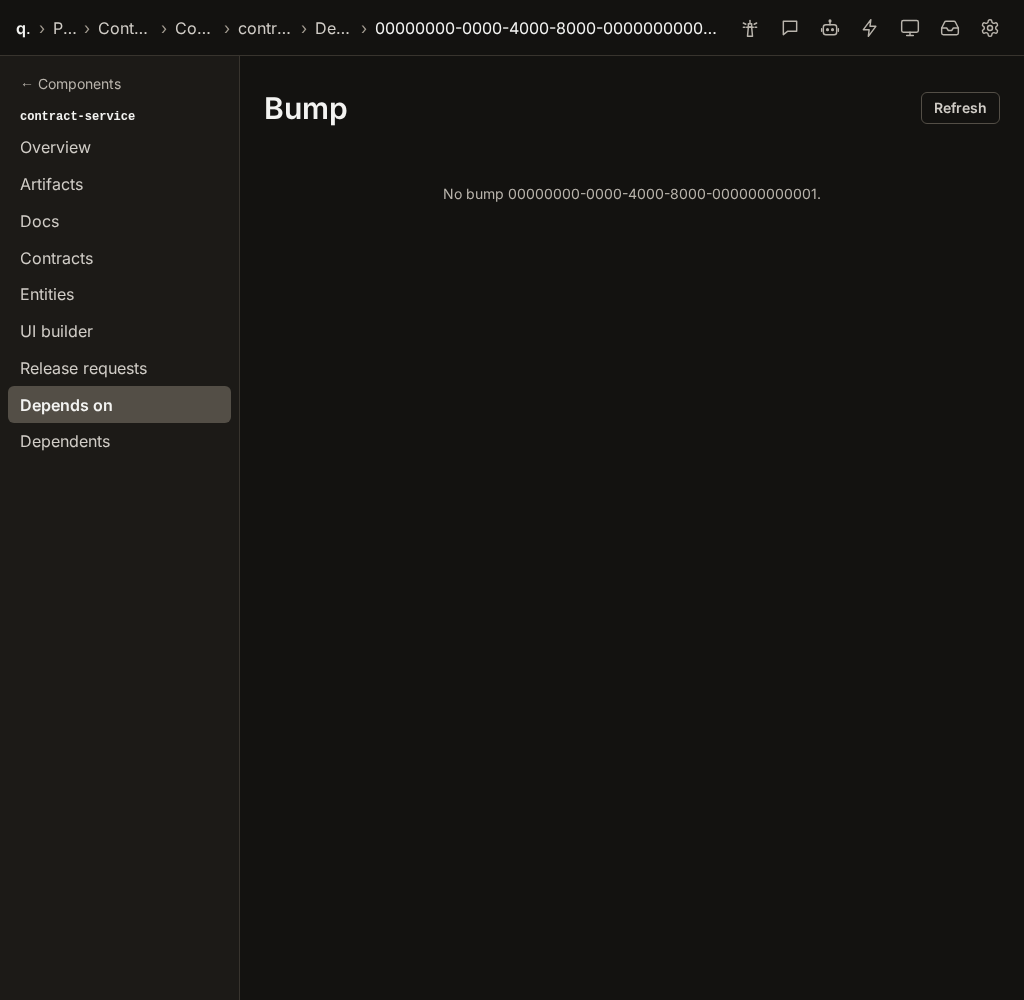 q. › P... › Cont... › Co... › contr... › De... › 00000000-0000-4000-8000-0000000000...
← Components
contract-service
Overview
Artifacts
Docs
Contracts
Entities
UI builder
Release requests
Depends on
Dependents
Bump
Refresh
No bump 00000000-0000-4000-8000-000000000001.